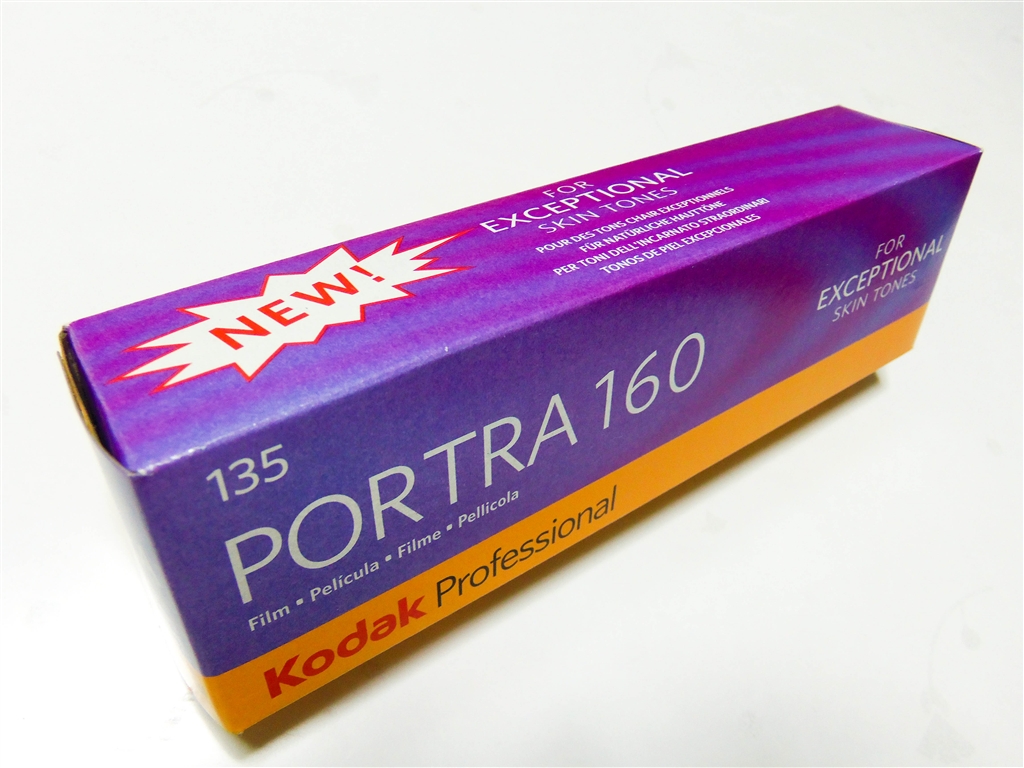 NEW!
FOR
EXCEPTIONAL
SKIN TONES
POUR DES TONS CHAIR EXCEPTIONNELS
FÜR NATÜRLICHE HAUTTÖNE
PER TONI DELL'INCARNATO STRAORDINARI
TONOS DE PIEL EXCEPCIONALES
FOR
EXCEPTIONAL
SKIN TONES
135
PORTRA 160
Film ▪ Película ▪ Filme ▪ Pellicola
Kodak Professional